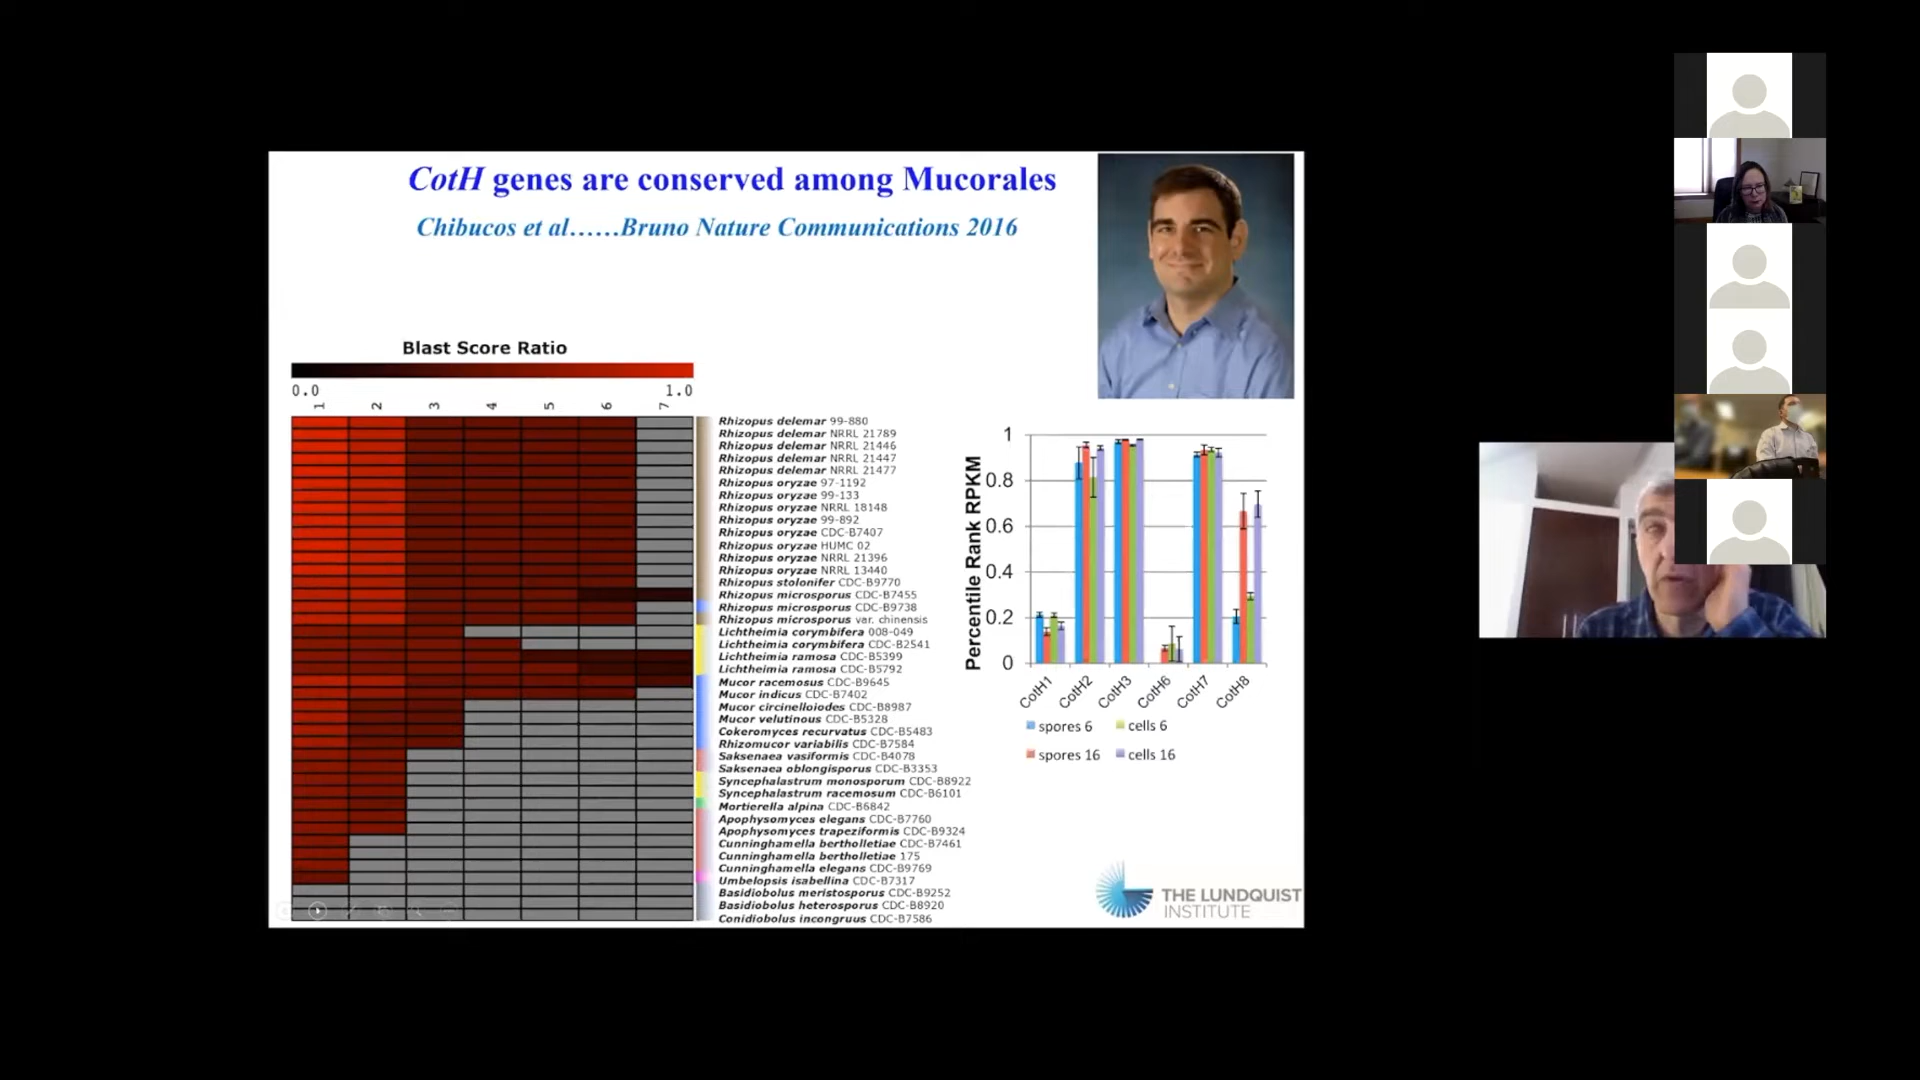 CotH genes are conserved among Mucorales
Chibucos et al......Bruno Nature Communications 2016
Blast Score Ratio
0.0 1.0
1 2 3 4 5 6 7
Rhizopus delemar 99-880
Rhizopus delemar NRRL 21789
Rhizopus delemar NRRL 21446
Rhizopus delemar NRRL 21447
Rhizopus delemar NRRL 21477
Rhizopus oryzae 97-1192
Rhizopus oryzae 99-133
Rhizopus oryzae NRRL 18148
Rhizopus oryzae 99-892
Rhizopus oryzae CDC-B7407
Rhizopus oryzae HUMC 02
Rhizopus oryzae NRRL 21396
Rhizopus oryzae NRRL 13440
Rhizopus stolonifer CDC-B9770
Rhizopus microsporus CDC-B7455
Rhizopus microsporus CDC-B9738
Rhizopus microsporus var. chinensis
Lichtheimia corymbifera 008-049
Lichtheimia corymbifera CDC-B2541
Lichtheimia ramosa CDC-B5399
Lichtheimia ramosa CDC-B5792
Mucor racemosus CDC-B9645
Mucor indicus CDC-B7402
Mucor circinelloiodes CDC-B8987
Mucor velutinous CDC-B5328
Cokeromyces recurvatus CDC-B5483
Rhizomucor variabilis CDC-B7584
Saksenaea vasiformis CDC-B4078
Saksenaea oblongisporus CDC-B3353
Syncephalastrum monosporum CDC-B8922
Syncephalastrum racemosum CDC-B6101
Mortierella alpina CDC-B6842
Apophysomyces elegans CDC-B7760
Apophysomyces trapeziformis CDC-B9324
Cunninghamella bertholletiae CDC-B7461
Cunninghamella bertholletiae 175
Cunninghamella elegans CDC-B9769
Umbelopsis isabellina CDC-B7317
Basidiobolus meristosporus CDC-B9252
Basidiobolus heterosporus CDC-B8920
Conidiobolus incongruus CDC-B7586
Percentile Rank RPKM
1
0.8
0.6
0.4
0.2
0
CotH1 CotH2 CotH3 CotH6 CotH7 CotH8
spores 6 cells 6
spores 16 cells 16
THE LUNDQUIST
INSTITUTE